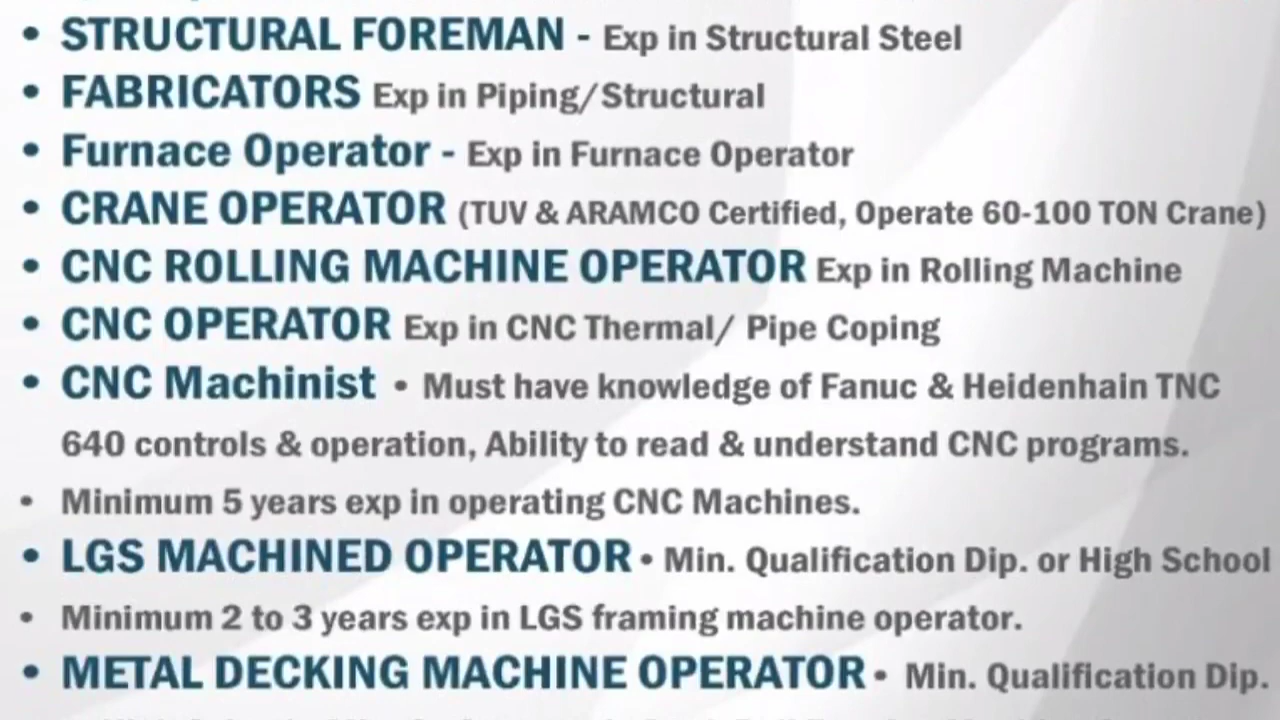 • STRUCTURAL FOREMAN - Exp in Structural Steel
• FABRICATORS Exp in Piping/Structural
• Furnace Operator - Exp in Furnace Operator
• CRANE OPERATOR (TUV & ARAMCO Certified, Operate 60-100 TON Crane)
• CNC ROLLING MACHINE OPERATOR Exp in Rolling Machine
• CNC OPERATOR Exp in CNC Thermal/ Pipe Coping
• CNC Machinist • Must have knowledge of Fanuc & Heidenhain TNC
640 controls & operation, Ability to read & understand CNC programs.
• Minimum 5 years exp in operating CNC Machines.
• LGS MACHINED OPERATOR • Min. Qualification Dip. or High School
• Minimum 2 to 3 years exp in LGS framing machine operator.
• METAL DECKING MACHINE OPERATOR • Min. Qualification Dip.